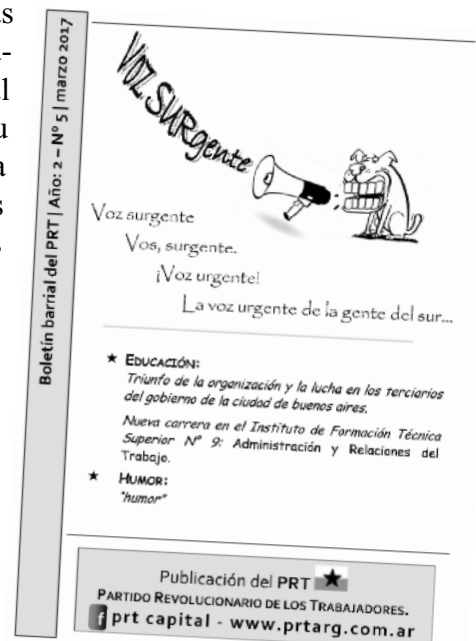 Boletín barrial del PRT | Año: 2 – Nº 5 | marzo 2017
VOZ SURgente
Voz surgente
Vos, surgente.
¡Voz urgente!
La voz urgente de la gente del sur...
★ EDUCACIÓN:
Triunfo de la organización y la lucha en los terciarios
del gobierno de la ciudad de buenos aires.
Nueva carrera en el Instituto de Formación Técnica
Superior Nº 9: Administración y Relaciones del
Trabajo.
★ HUMOR:
"humor"
Publicación del PRT
PARTIDO REVOLUCIONARIO DE LOS TRABAJADORES.
f prt capital - www.prtarg.com.ar